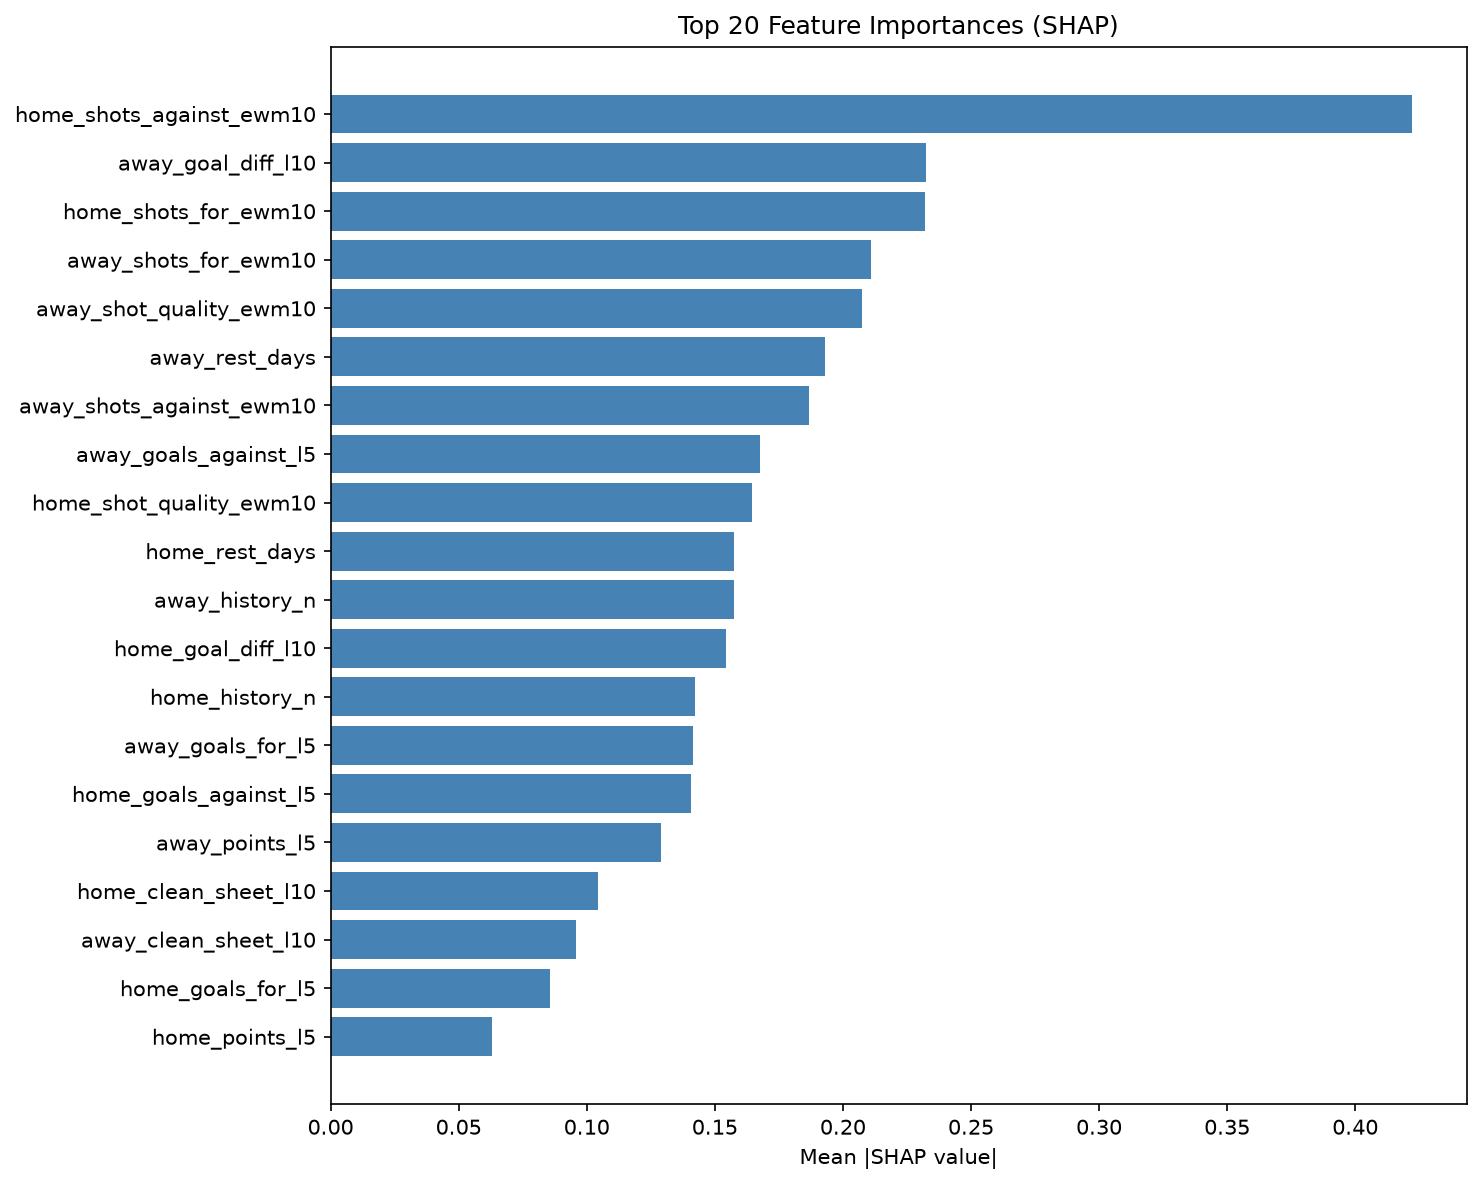 Top 20 Feature Importances (SHAP)
home_shots_against_ewm10
away_goal_diff_l10
home_shots_for_ewm10
away_shots_for_ewm10
away_shot_quality_ewm10
away_rest_days
away_shots_against_ewm10
away_goals_against_l5
home_shot_quality_ewm10
home_rest_days
away_history_n
home_goal_diff_l10
home_history_n
away_goals_for_l5
home_goals_against_l5
away_points_l5
home_clean_sheet_l10
away_clean_sheet_l10
home_goals_for_l5
home_points_l5
0.00 0.05 0.10 0.15 0.20 0.25 0.30 0.35 0.40
Mean |SHAP value|